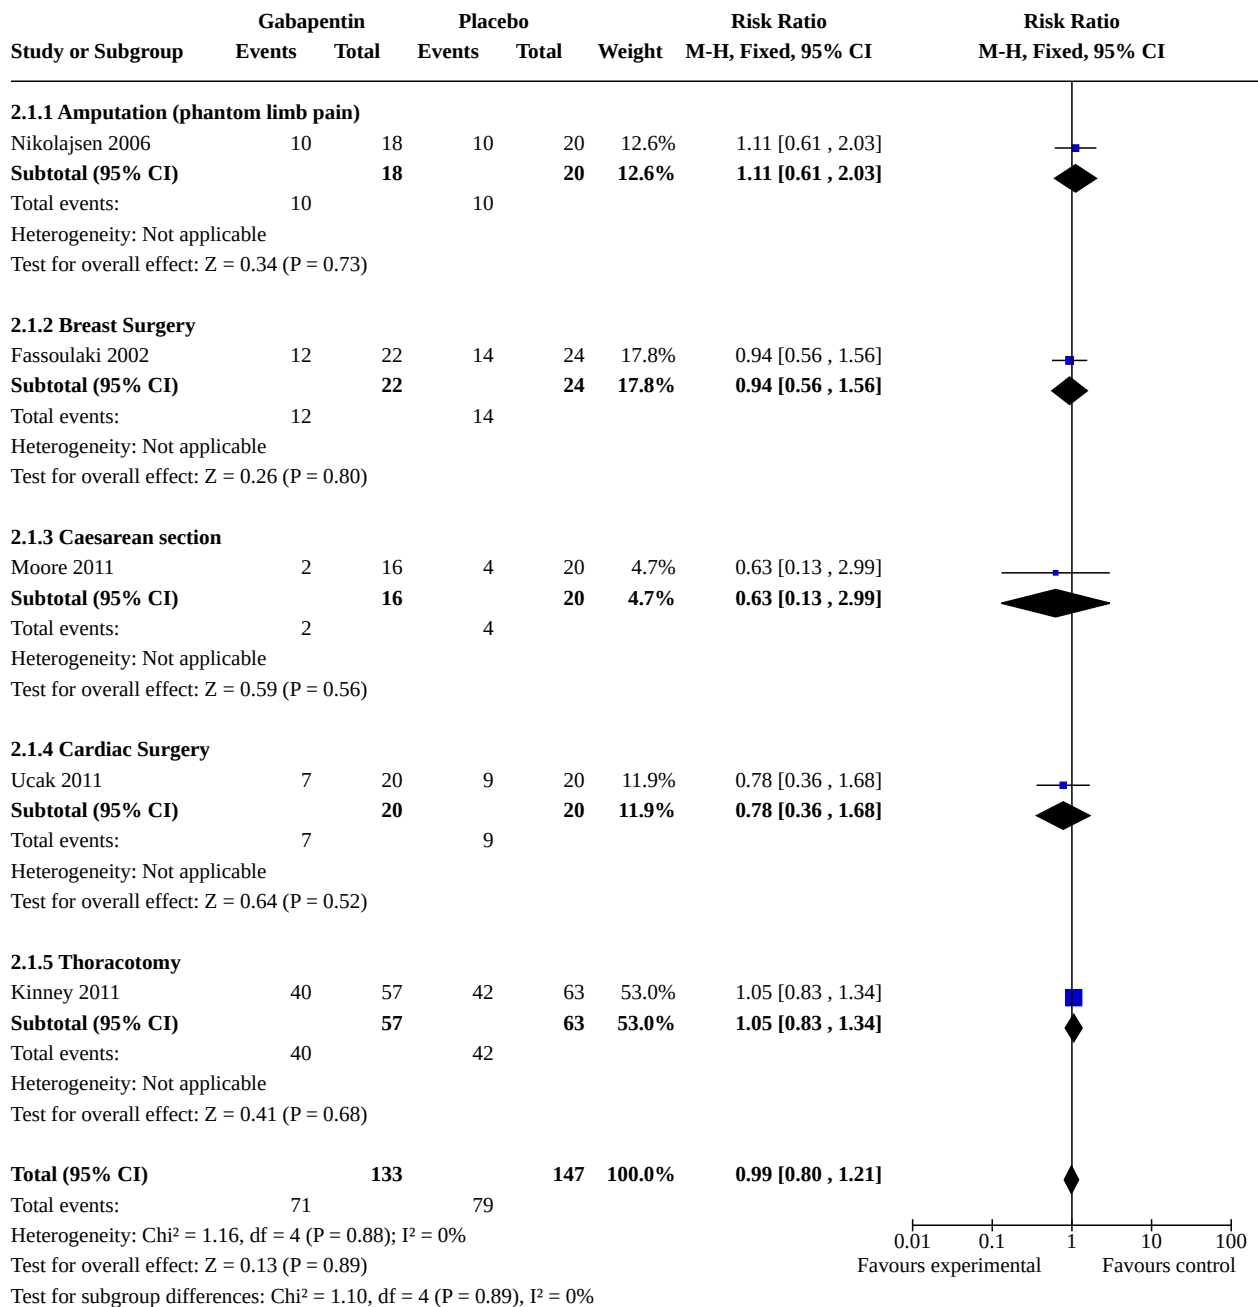 Gabapentin Placebo Risk Ratio Risk Ratio
Study or Subgroup Events Total Events Total Weight M-H, Fixed, 95% CI M-H, Fixed, 95% CI
2.1.1 Amputation (phantom limb pain)
Nikolajsen 2006 10 18 10 20 12.6% 1.11 [0.61 , 2.03]
Subtotal (95% CI) 18 20 12.6% 1.11 [0.61 , 2.03]
Total events: 10 10
Heterogeneity: Not applicable
Test for overall effect: Z = 0.34 (P = 0.73)
2.1.2 Breast Surgery
Fassoulaki 2002 12 22 14 24 17.8% 0.94 [0.56 , 1.56]
Subtotal (95% CI) 22 24 17.8% 0.94 [0.56 , 1.56]
Total events: 12 14
Heterogeneity: Not applicable
Test for overall effect: Z = 0.26 (P = 0.80)
2.1.3 Caesarean section
Moore 2011 2 16 4 20 4.7% 0.63 [0.13 , 2.99]
Subtotal (95% CI) 16 20 4.7% 0.63 [0.13 , 2.99]
Total events: 2 4
Heterogeneity: Not applicable
Test for overall effect: Z = 0.59 (P = 0.56)
2.1.4 Cardiac Surgery
Ucak 2011 7 20 9 20 11.9% 0.78 [0.36 , 1.68]
Subtotal (95% CI) 20 20 11.9% 0.78 [0.36 , 1.68]
Total events: 7 9
Heterogeneity: Not applicable
Test for overall effect: Z = 0.64 (P = 0.52)
2.1.5 Thoracotomy
Kinney 2011 40 57 42 63 53.0% 1.05 [0.83 , 1.34]
Subtotal (95% CI) 57 63 53.0% 1.05 [0.83 , 1.34]
Total events: 40 42
Heterogeneity: Not applicable
Test for overall effect: Z = 0.41 (P = 0.68)
Total (95% CI) 133 147 100.0% 0.99 [0.80 , 1.21]
Total events: 71 79
Heterogeneity: Chi² = 1.16, df = 4 (P = 0.88); I² = 0%
0.01 0.1 1 10 100
Test for overall effect: Z = 0.13 (P = 0.89) Favours experimental Favours control
Test for subgroup differences: Chi² = 1.10, df = 4 (P = 0.89), I² = 0%